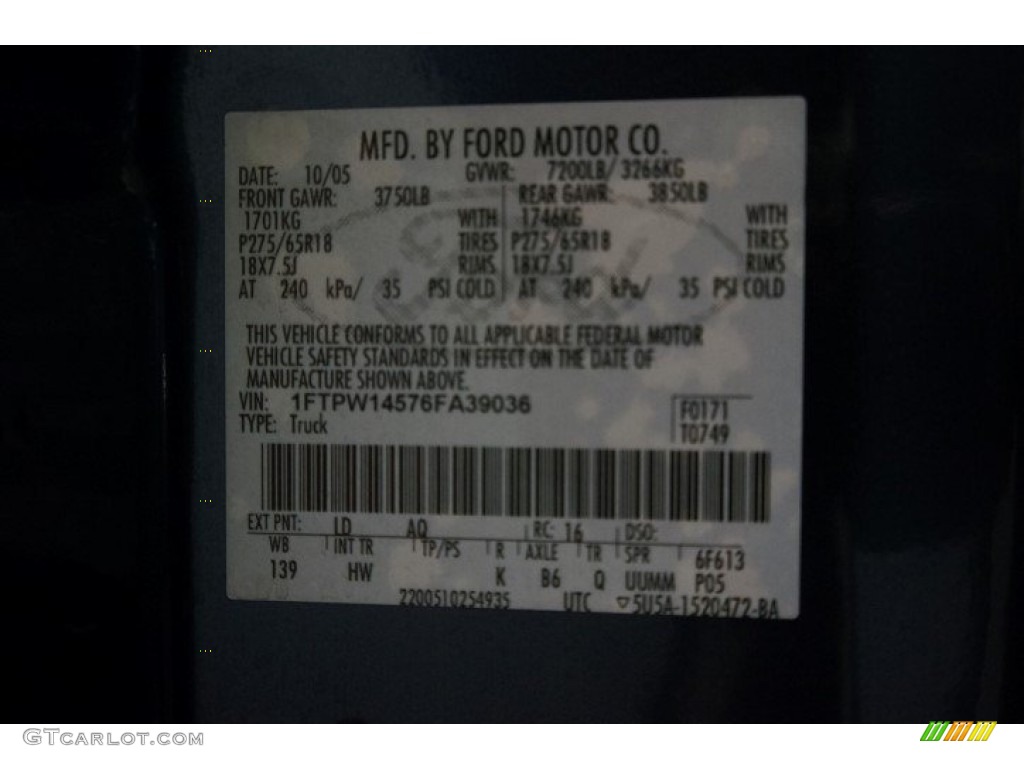 MFD. BY FORD MOTOR CO.
DATE: 10/05 GVWR: 7200LB/ 3266KG
FRONT GAWR: 3750LB REAR GAWR: 3850LB
1701KG WITH 1746KG WITH
P275/65R18 TIRES P275/65R18 TIRES
18X7.5J RIMS 18X7.5J RIMS
AT 240 kPa/ 35 PSI COLD AT 240 kPa/ 35 PSI COLD
THIS VEHICLE CONFORMS TO ALL APPLICABLE FEDERAL MOTOR
VEHICLE SAFETY STANDARDS IN EFFECT ON THE DATE OF
MANUFACTURE SHOWN ABOVE.
VIN: 1FTPW14576FA39036 F0171
TYPE: Truck T0749
EXT PNT: LD AQ RC: 16 DSO:
WB INT TR TP/PS R AXLE TR SPR 6F613
139 HW K B6 Q UUMM P05
2200510254935 UTC ▽5U5A-1520472-BA
GTCARLOT.COM